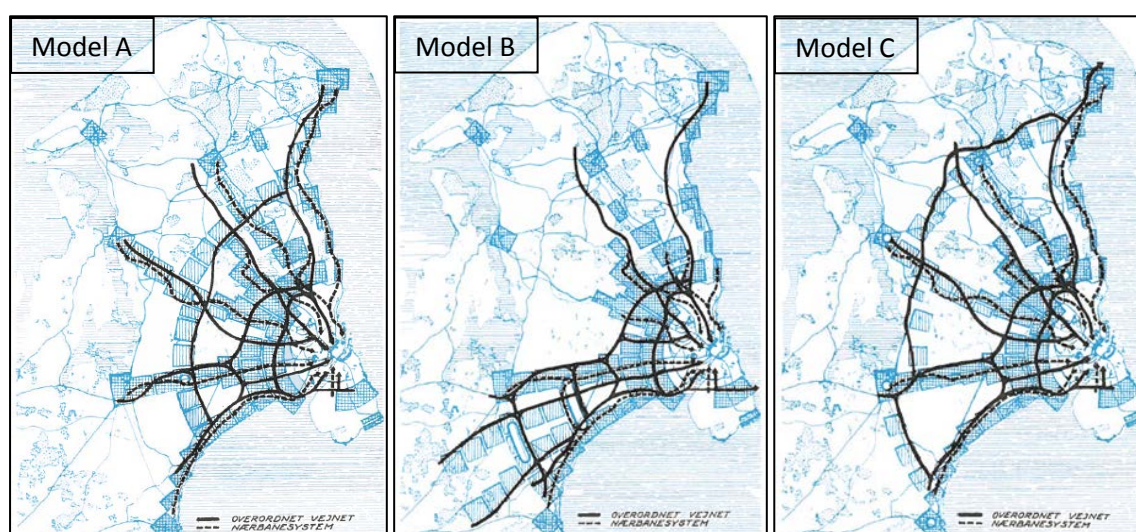 Model A
Model B
Model C
OVERORDNET VEJNET
NÆRBANESYSTEM
OVERORDNET VEJNET
NÆRBANESYSTEM
OVERORDNET VEJNET
NÆRBANESYSTEM